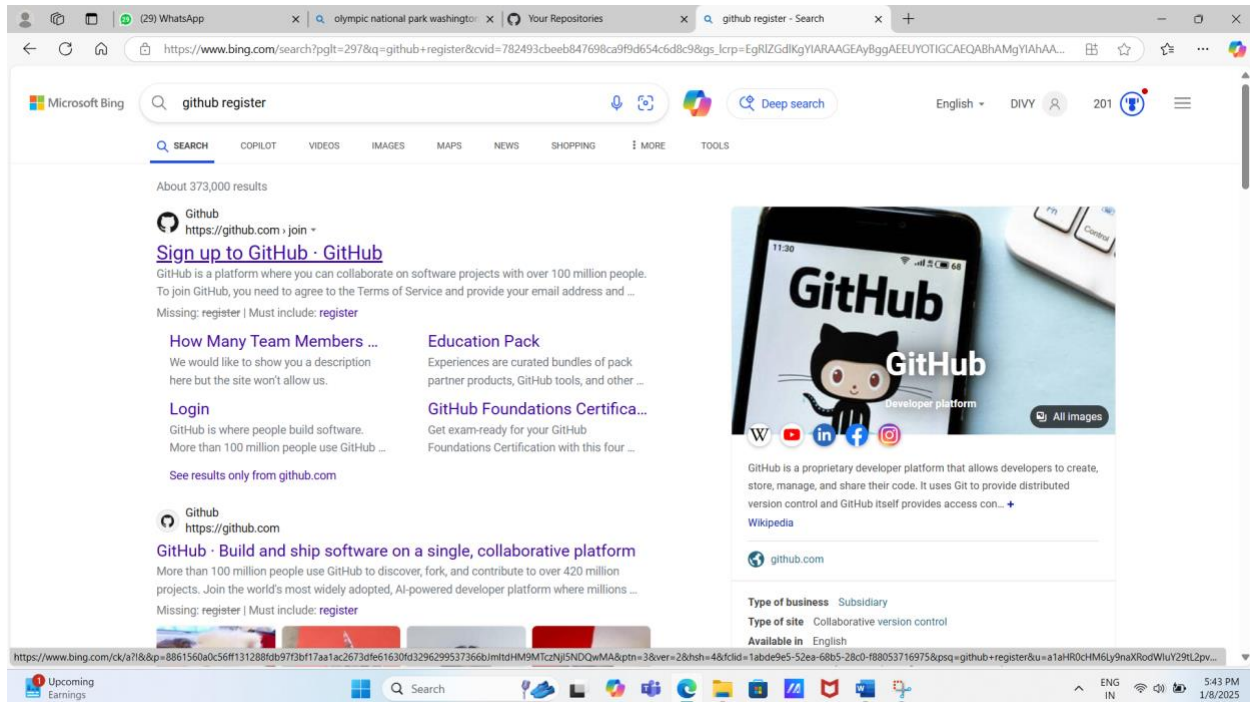 (29) WhatsApp
olympic national park washington
Your Repositories
github register - Search
https://www.bing.com/search?pglt=297&q=github+register&cvid=782493cbeeb847698ca9f9d654c6d8c9&gs_lcrp=EgRlZGdlKgYIARAAGEAyBggAEEUYOTIGCAEQABhAMgYIAhAA...
Microsoft Bing
github register
Deep search
English
DIVY
201
SEARCH
COPILOT
VIDEOS
IMAGES
MAPS
NEWS
SHOPPING
MORE
TOOLS
About 373,000 results
Github
https://github.com › join
Sign up to GitHub · GitHub
GitHub is a platform where you can collaborate on software projects with over 100 million people.
To join GitHub, you need to agree to the Terms of Service and provide your email address and ...
Missing: register | Must include: register
How Many Team Members ...
We would like to show you a description
here but the site won't allow us.
Education Pack
Experiences are curated bundles of pack
partner products, GitHub tools, and other ...
Login
GitHub is where people build software.
More than 100 million people use GitHub ...
GitHub Foundations Certifica...
Get exam-ready for your GitHub
Foundations Certification with this four ...
See results only from github.com
Github
https://github.com
GitHub · Build and ship software on a single, collaborative platform
More than 100 million people use GitHub to discover, fork, and contribute to over 420 million
projects. Join the world's most widely adopted, AI-powered developer platform where millions ...
Missing: register | Must include: register
11:30
68
GitHub
Control
GitHub
Developer platform
All images
W
in
GitHub is a proprietary developer platform that allows developers to create,
store, manage, and share their code. It uses Git to provide distributed
version control and GitHub itself provides access con... +
Wikipedia
github.com
Type of business Subsidiary
Type of site Collaborative version control
Available in English
Upcoming
Earnings
Search
ENG
IN
5:43 PM
1/8/2025